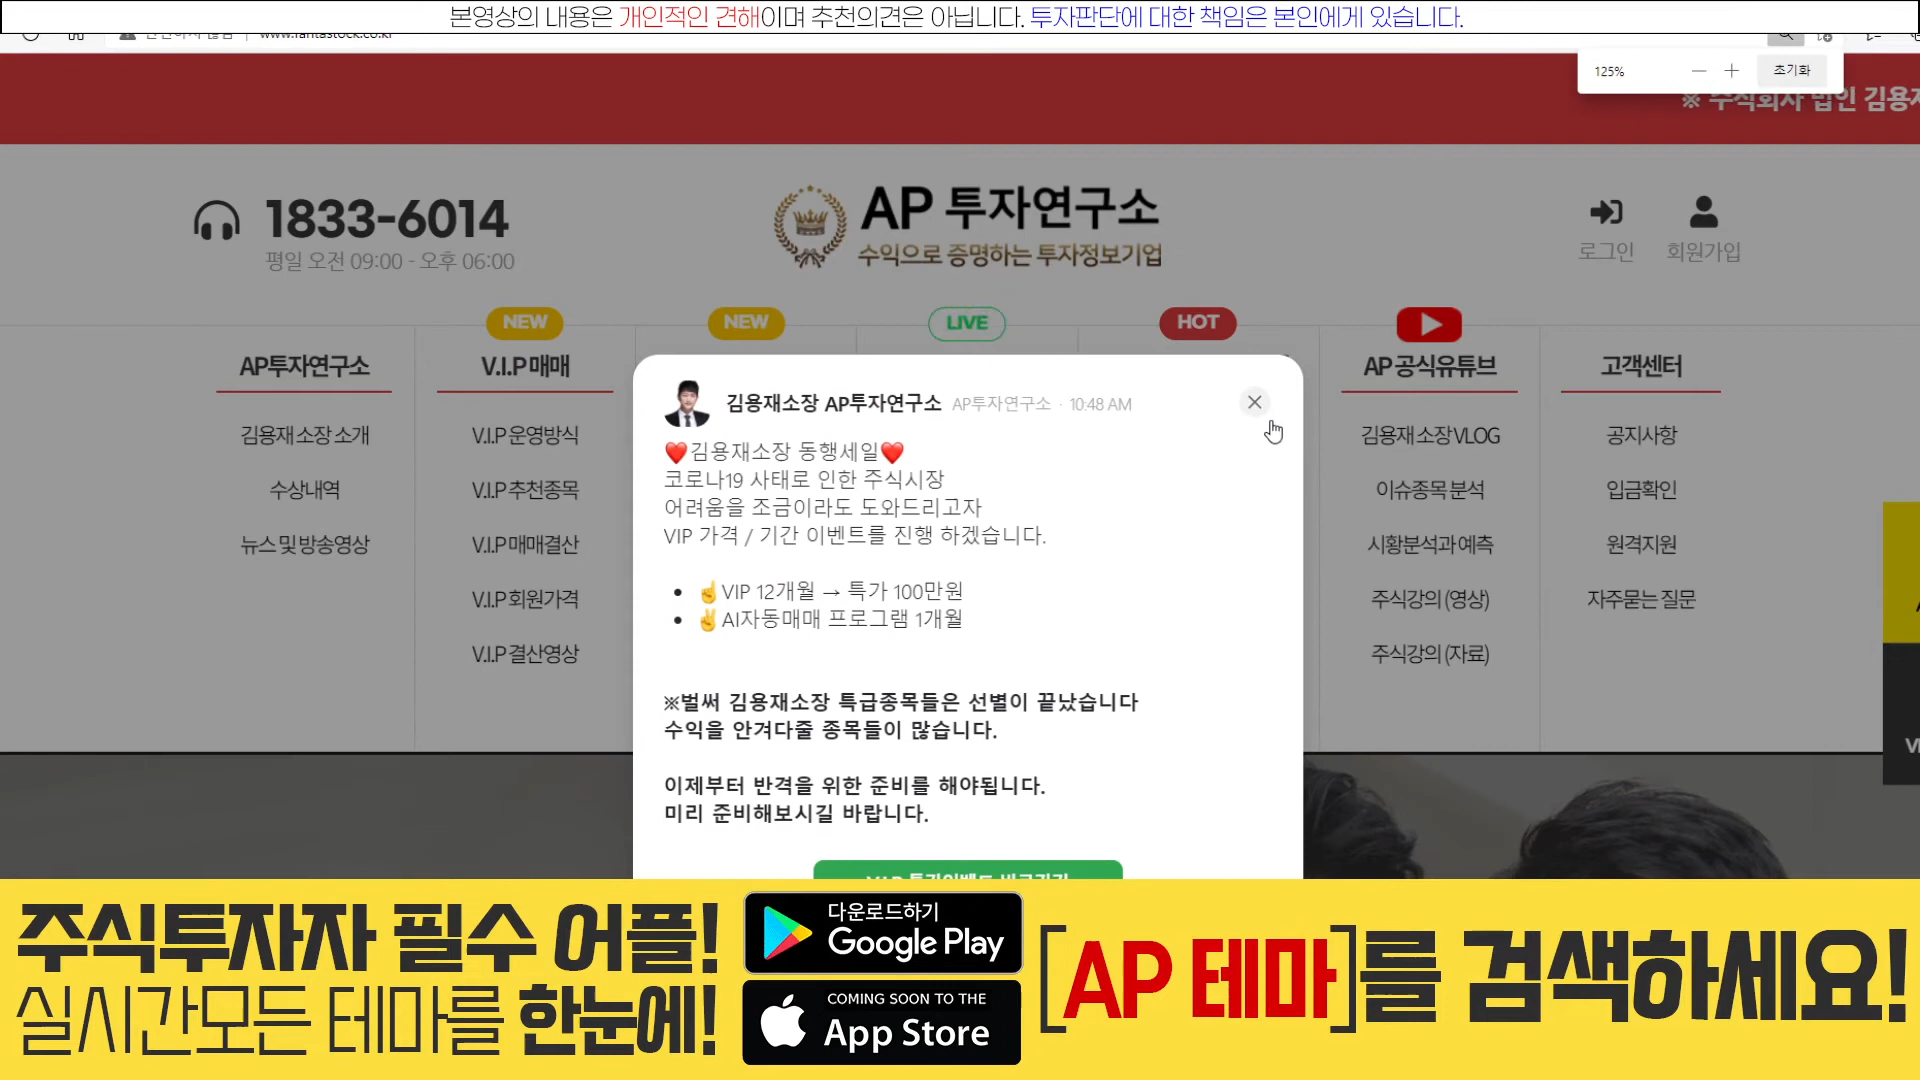 본영상의 내용은 개인적인 견해이며 추천의견은 아닙니다. 투자판단에 대한 책임은 본인에게 있습니다.
www.fantastock.co.kr
125%
초기화
※ 주식회사 법인 김용재
1833-6014
평일 오전 09:00 - 오후 06:00
AP 투자연구소
수익으로 증명하는 투자정보기업
로그인
회원가입
NEW
NEW
LIVE
HOT
AP투자연구소
V.I.P 매매
AP 공식유튜브
고객센터
김용재 소장 소개
수상내역
뉴스 및 방송영상
V.I.P 운영방식
V.I.P 추천종목
V.I.P 매매결산
V.I.P 회원가격
V.I.P 결산영상
김용재소장 AP투자연구소 AP투자연구소 · 10:48 AM
❤️김용재소장 동행세일❤️
코로나19 사태로 인한 주식시장
어려움을 조금이라도 도와드리고자
VIP 가격 / 기간 이벤트를 진행 하겠습니다.
• ☝️VIP 12개월 → 특가 100만원
• ✌️AI자동매매 프로그램 1개월
※벌써 김용재소장 특급종목들은 선별이 끝났습니다
수익을 안겨다줄 종목들이 많습니다.
이제부터 반격을 위한 준비를 해야됩니다.
미리 준비해보시길 바랍니다.
김용재 소장 VLOG
이슈종목 분석
시황분석과 예측
주식강의 (영상)
주식강의 (자료)
공지사항
입금확인
원격지원
자주묻는 질문
주식투자자 필수 어플!
실시간모든 테마를 한눈에!
다운로드하기
Google Play
COMING SOON TO THE
App Store
[AP 테마]를 검색하세요!